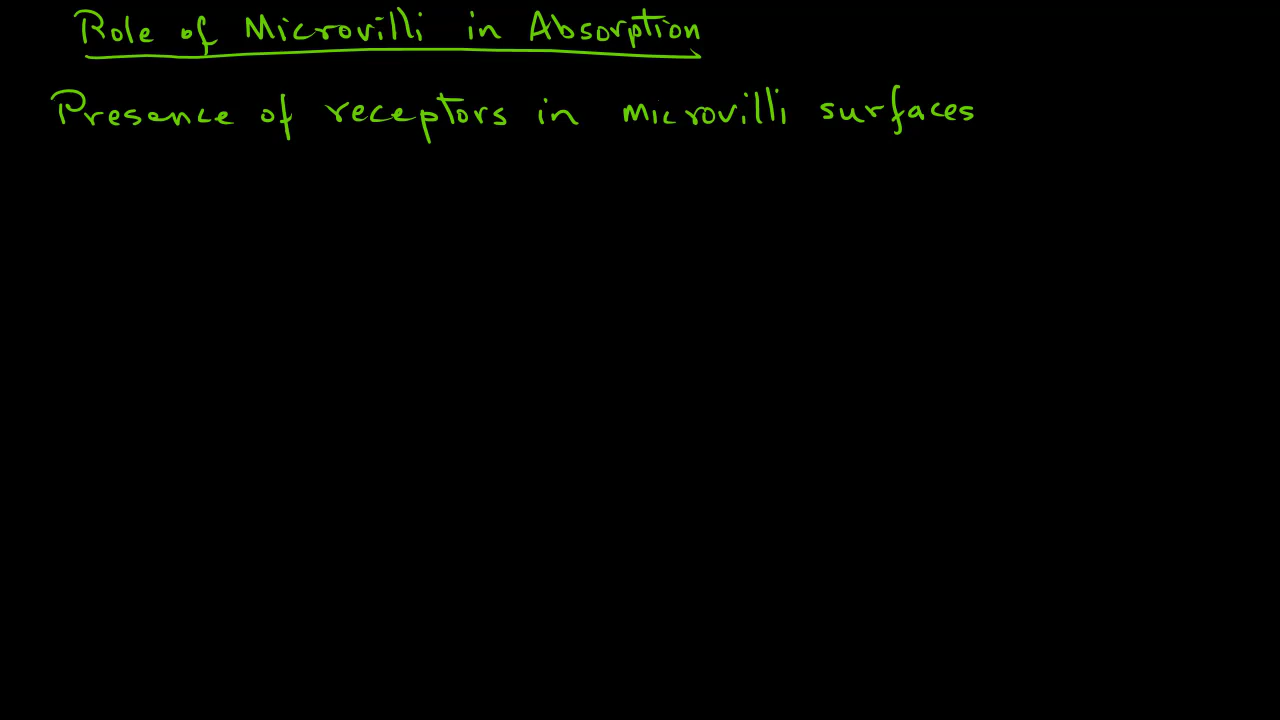 Role of Microvilli in Absorption
Presence of receptors in microvilli surfaces